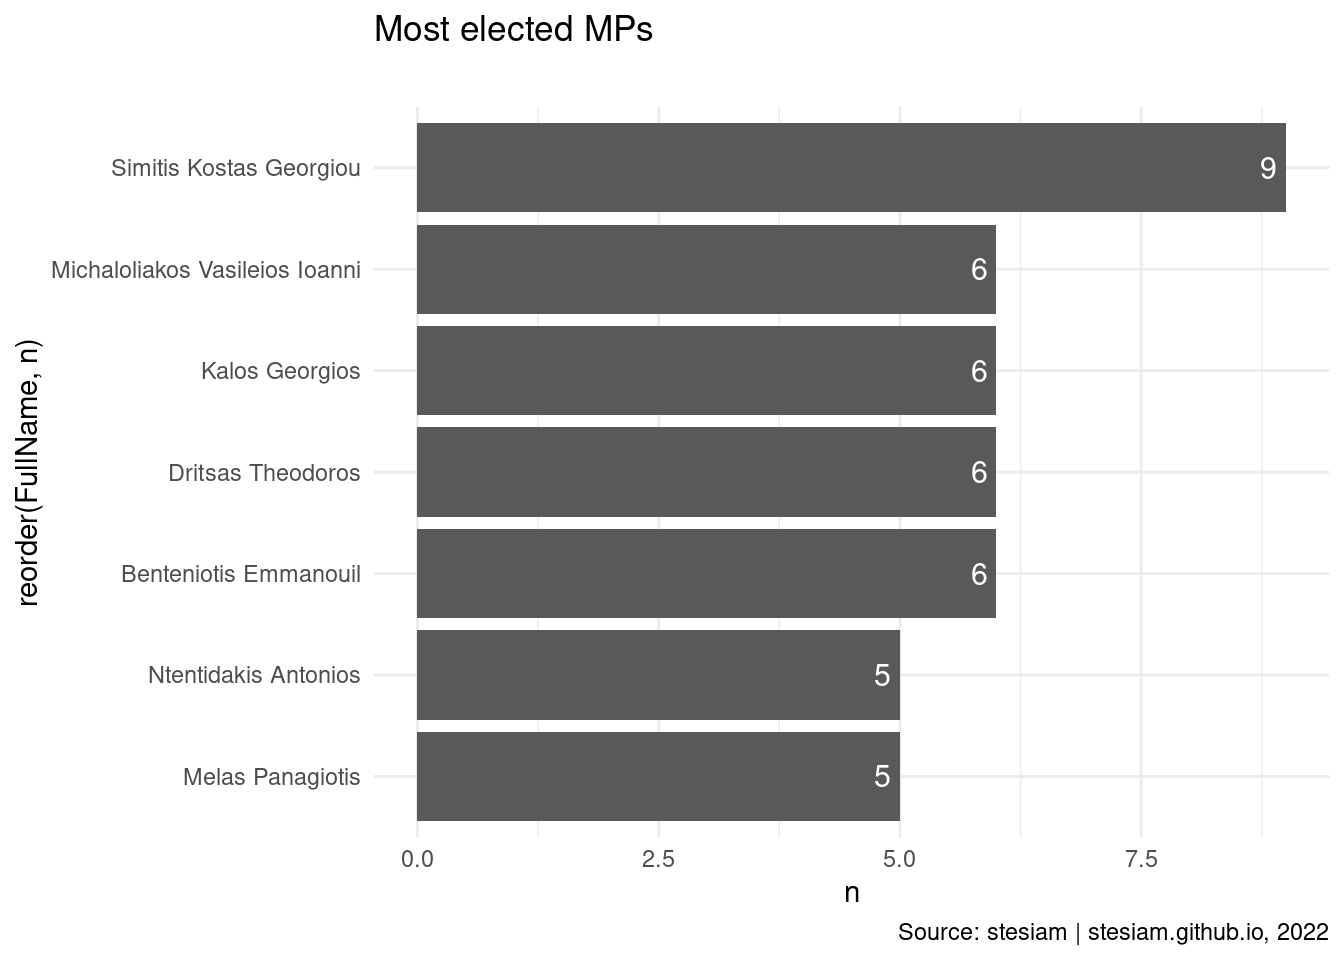 Most elected MPs
Simitis Kostas Georgiou
9
Michaloliakos Vasileios Ioanni
6
Kalos Georgios
6
Dritsas Theodoros
6
Benteniotis Emmanouil
6
Ntentidakis Antonios
5
Melas Panagiotis
5
reorder(FullName, n)
0.0 2.5 5.0 7.5
n
Source: stesiam | stesiam.github.io, 2022